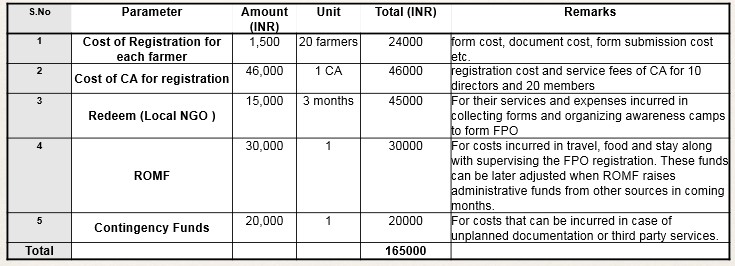 S.No Parameter Amount (INR) Unit Total (INR) Remarks
1 Cost of Registration for each farmer 1,500 20 farmers 24000 form cost, document cost, form submission cost etc.
2 Cost of CA for registration 46,000 1 CA 46000 registration cost and service fees of CA for 10 directors and 20 members
3 Redeem (Local NGO ) 15,000 3 months 45000 For their services and expenses incurred in collecting forms and organizing awareness camps to form FPO
4 ROMF 30,000 1 30000 For costs incurred in travel, food and stay along with supervising the FPO registration. These funds can be later adjusted when ROMF raises administrative funds from other sources in coming months.
5 Contingency Funds 20,000 1 20000 For costs that can be incurred in case of unplanned documentation or third party services.
Total 165000